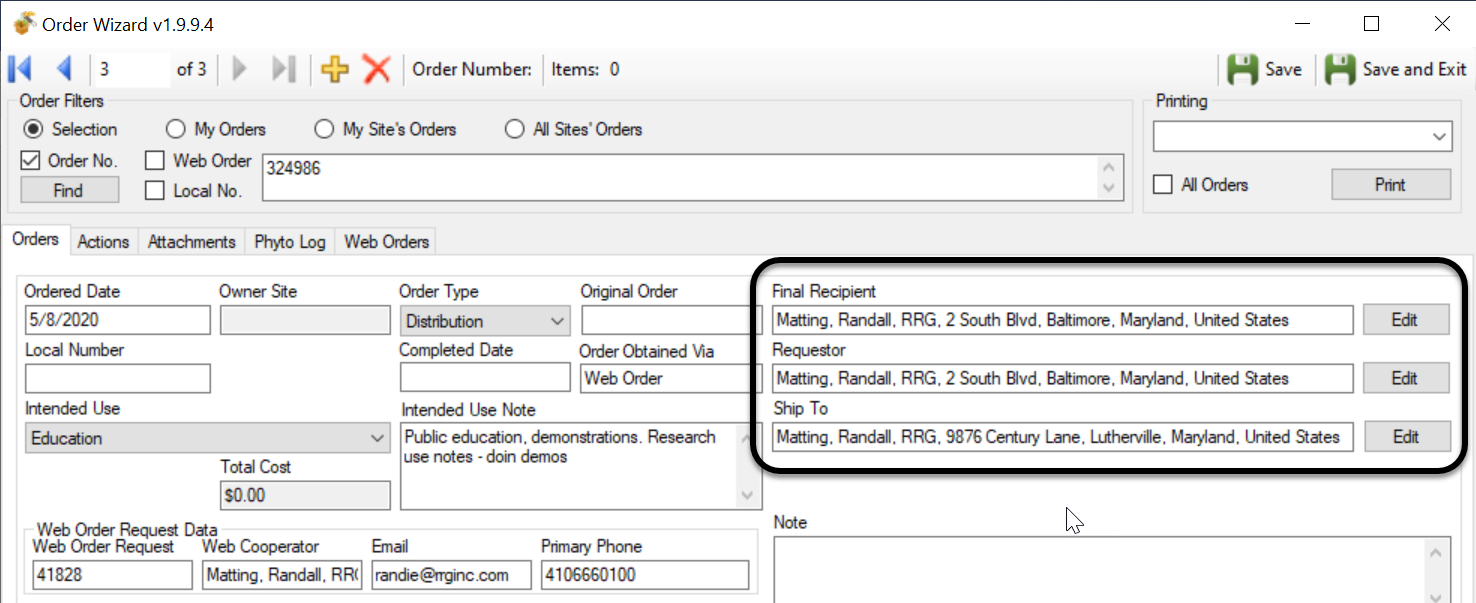 Order Wizard v1.9.9.4
3 of 3 Order Number: Items: 0 Save Save and Exit
Order Filters
Selection My Orders My Site's Orders All Sites' Orders
Order No. Web Order 324986
Find Local No.
Printing
All Orders Print
Orders Actions Attachments Phyto Log Web Orders
Ordered Date Owner Site Order Type Original Order
5/8/2020 Distribution
Local Number Completed Date Order Obtained Via
Web Order
Intended Use Intended Use Note
Education
Public education, demonstrations. Research
use notes - doin demos
Total Cost
$0.00
Final Recipient
Matting, Randall, RRG, 2 South Blvd, Baltimore, Maryland, United States Edit
Requestor
Matting, Randall, RRG, 2 South Blvd, Baltimore, Maryland, United States Edit
Ship To
Matting, Randall, RRG, 9876 Century Lane, Lutherville, Maryland, United States Edit
Web Order Request Data
Web Order Request Web Cooperator Email Primary Phone
41828 Matting, Randall, RR randie@rrginc.com 4106660100
Note